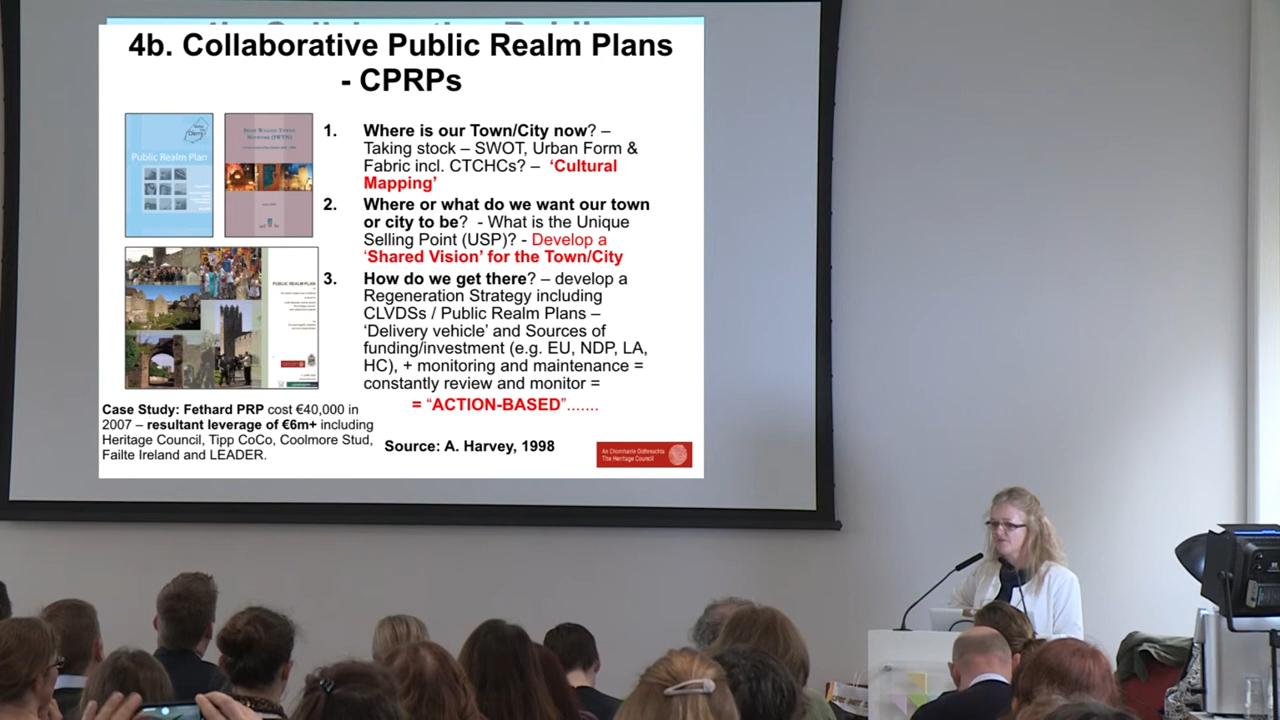 4b. Collaborative Public Realm Plans
- CPRPs
Public Realm Plan
IRISH WALLED TOWNS
NETWORK (IWTN)
PUBLIC REALM PLAN
1. Where is our Town/City now? –
Taking stock – SWOT, Urban Form &
Fabric incl. CTCHCs? – ‘Cultural
Mapping’
2. Where or what do we want our town
or city to be? - What is the Unique
Selling Point (USP)? - Develop a
‘Shared Vision’ for the Town/City
3. How do we get there? – develop a
Regeneration Strategy including
CLVDSs / Public Realm Plans –
‘Delivery vehicle’ and Sources of
funding/investment (e.g. EU, NDP, LA,
HC), + monitoring and maintenance =
constantly review and monitor =
= “ACTION-BASED”.......
Case Study: Fethard PRP cost €40,000 in
2007 – resultant leverage of €6m+ including
Heritage Council, Tipp CoCo, Coolmore Stud,
Failte Ireland and LEADER.
Source: A. Harvey, 1998
An Chomhairle Oidhreachta
The Heritage Council